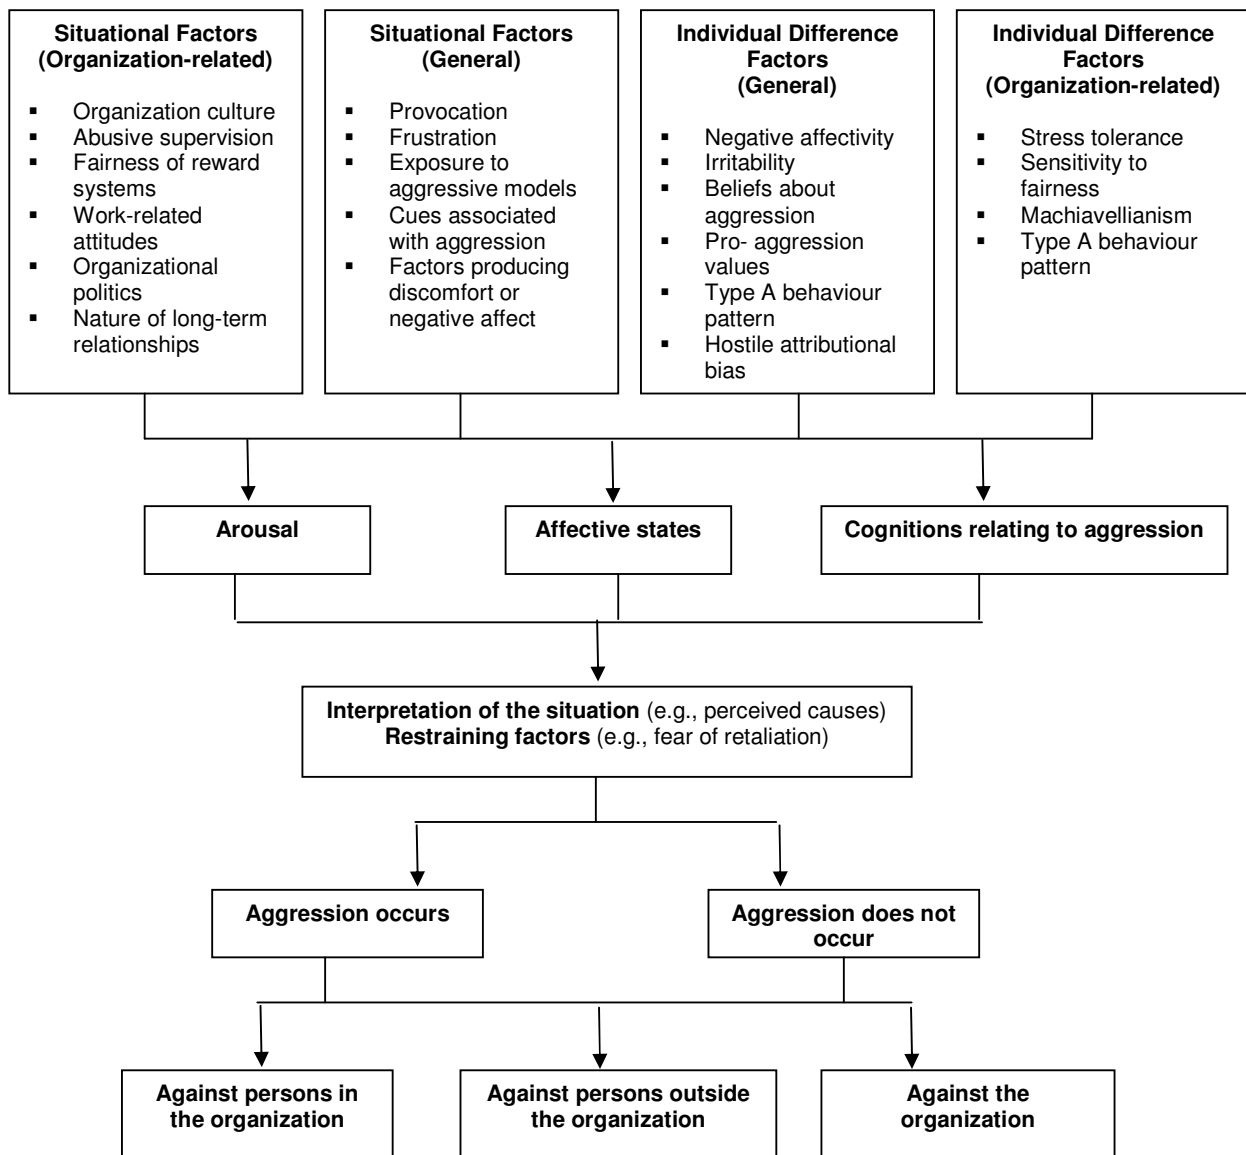 Situational Factors
(Organization-related)
▪ Organization culture
▪ Abusive supervision
▪ Fairness of reward
systems
▪ Work-related
attitudes
▪ Organizational
politics
▪ Nature of long-term
relationships
Situational Factors
(General)
▪ Provocation
▪ Frustration
▪ Exposure to
aggressive models
▪ Cues associated
with aggression
▪ Factors producing
discomfort or
negative affect
Individual Difference
Factors
(General)
▪ Negative affectivity
▪ Irritability
▪ Beliefs about
aggression
▪ Pro- aggression
values
▪ Type A behaviour
pattern
▪ Hostile attributional
bias
Individual Difference
Factors
(Organization-related)
▪ Stress tolerance
▪ Sensitivity to
fairness
▪ Machiavellianism
▪ Type A behaviour
pattern
Arousal
Affective states
Cognitions relating to aggression
Interpretation of the situation (e.g., perceived causes)
Restraining factors (e.g., fear of retaliation)
Aggression occurs
Aggression does not
occur
Against persons in
the organization
Against persons outside
the organization
Against the
organization